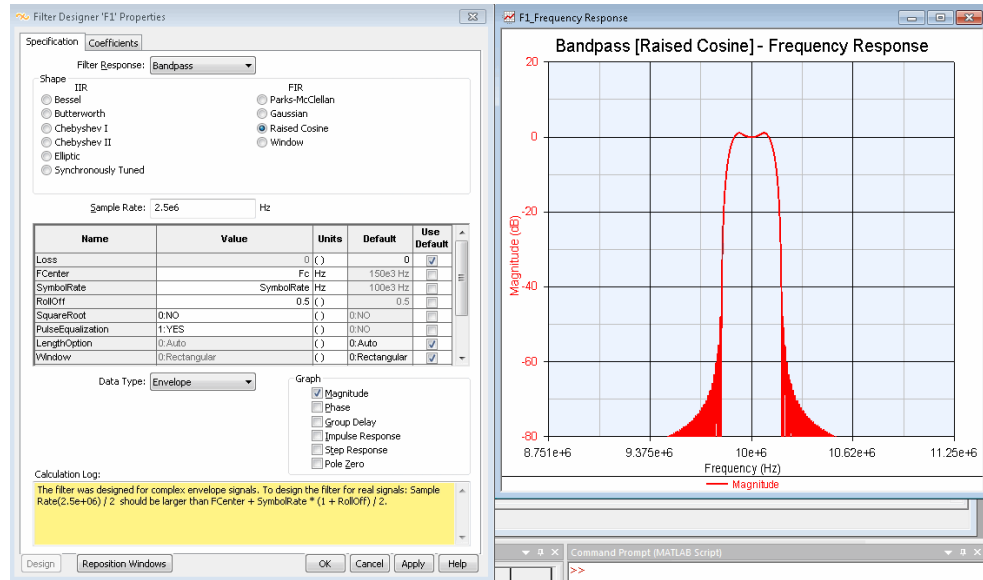 Filter Designer 'F1' Properties
Specification
Coefficients
Filter Response: Bandpass
Shape
IIR
FIR
Bessel
Parks-McClellan
Butterworth
Gaussian
Chebyshev I
Raised Cosine
Chebyshev II
Window
Elliptic
Synchronously Tuned
Sample Rate: 2.5e6 Hz
Name Value Units Default Use Default
Loss 0 () 0
FCenter Fc Hz 150e3 Hz
SymbolRate SymbolRate Hz 100e3 Hz
RollOff 0.5 () 0.5
SquareRoot 0:NO () 0:NO
PulseEqualization 1:YES () 0:NO
LengthOption 0:Auto () 0:Auto
Window 0:Rectangular () 0:Rectangular
Data Type: Envelope
Graph
Magnitude
Phase
Group Delay
Impulse Response
Step Response
Pole Zero
Calculation Log:
The filter was designed for complex envelope signals. To design the filter for real signals: Sample
Rate(2.5e+06) / 2 should be larger than FCenter + SymbolRate * (1 + RollOff) / 2.
Design Reposition Windows OK Cancel Apply Help
F1_Frequency Response
Bandpass [Raised Cosine] - Frequency Response
Magnitude (dB)
20
0
-20
-40
-60
-80
8.751e+6 9.375e+6 10e+6 10.62e+6 11.25e+6
Frequency (Hz)
Magnitude
Command Prompt (MATLAB Script)
>>